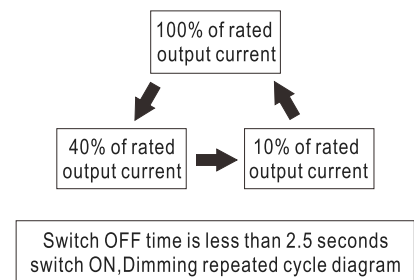 100% of rated
output current
40% of rated
output current
10% of rated
output current
Switch OFF time is less than 2.5 seconds
switch ON,Dimming repeated cycle diagram